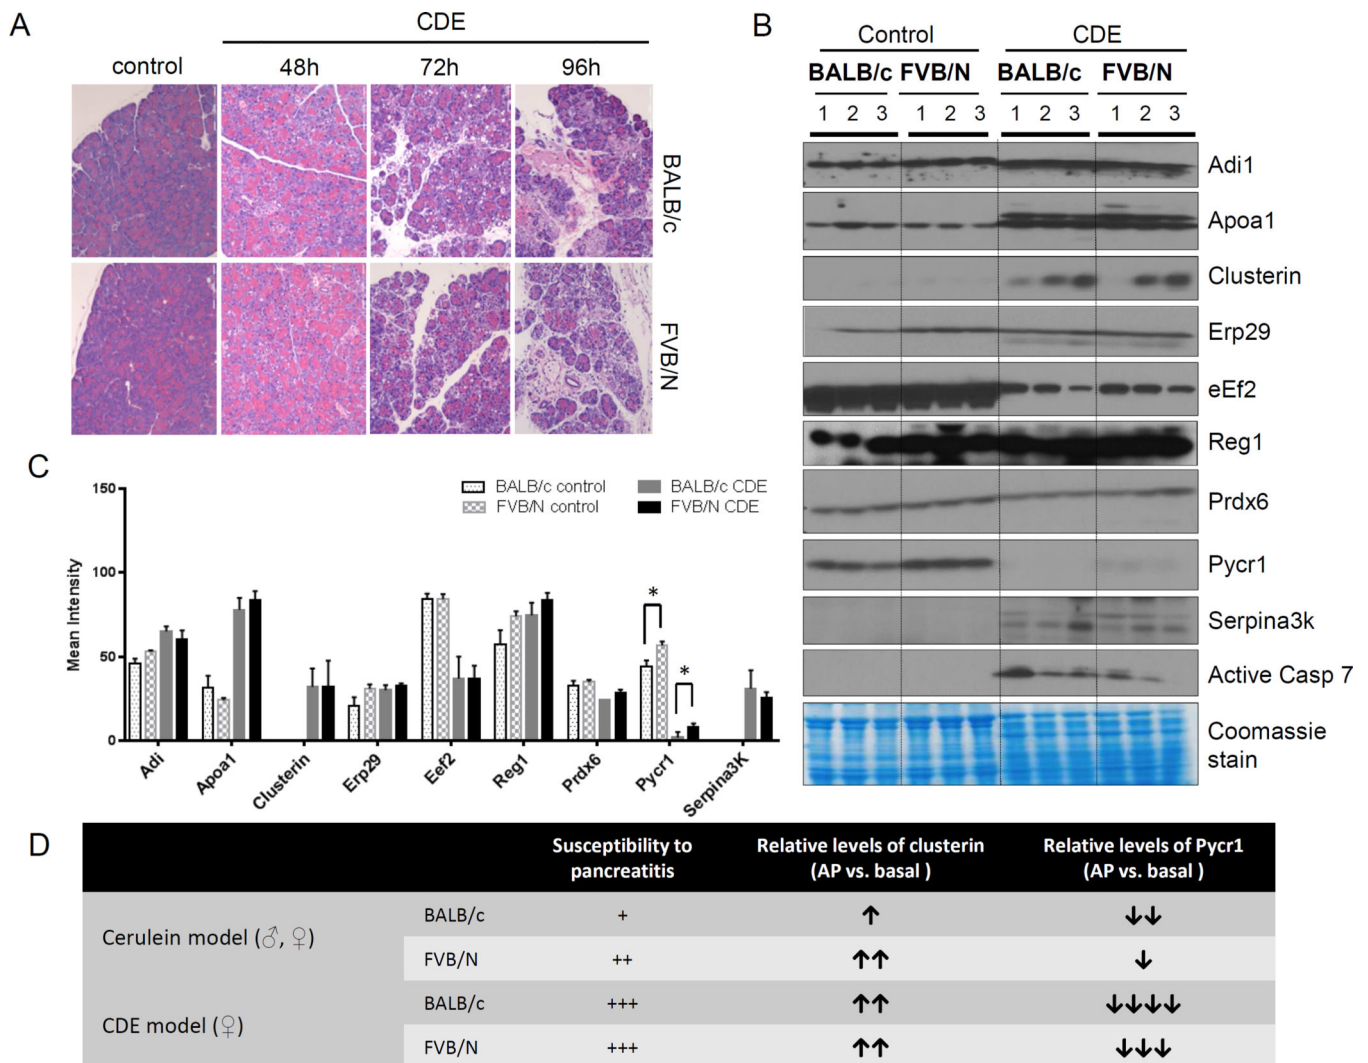 A
CDE
control 48h 72h 96h
BALB/c
FVB/N
B
Control CDE
BALB/c FVB/N BALB/c FVB/N
1 2 3 1 2 3 1 2 3 1 2 3
Adi1
Apoa1
Clusterin
Erp29
eEf2
Reg1
Prdx6
Pycr1
Serpina3k
Active Casp 7
Coomassie
stain
C
BALB/c control BALB/c CDE
FVB/N control FVB/N CDE
Mean Intensity
150
100
50
0
* *
Adi Apoa1 Clusterin Erp29 Eef2 Reg1 Prdx6 Pycr1 Serpina3K
D
Susceptibility to Relative levels of clusterin Relative levels of Pycr1
pancreatitis (AP vs. basal ) (AP vs. basal )
Cerulein model (♂, ♀)
BALB/c + ↑ ↓↓
FVB/N ++ ↑↑ ↓
CDE model (♀)
BALB/c +++ ↑↑ ↓↓↓↓
FVB/N +++ ↑↑ ↓↓↓